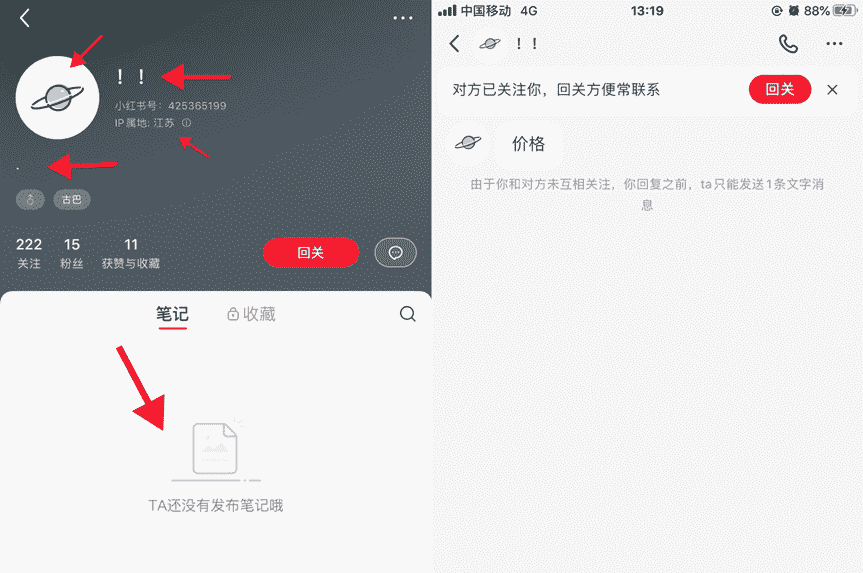 ！！
小红书号：425365199
IP属地: 江苏
.
古巴
222
15
11
关注
粉丝
获赞与收藏
回关
笔记
收藏
TA还没有发布笔记哦
中国移动 4G
13:19
88%
！！
对方已关注你，回关方便常联系
回关
价格
由于你和对方未互相关注，你回复之前，ta只能发送1条文字消
息